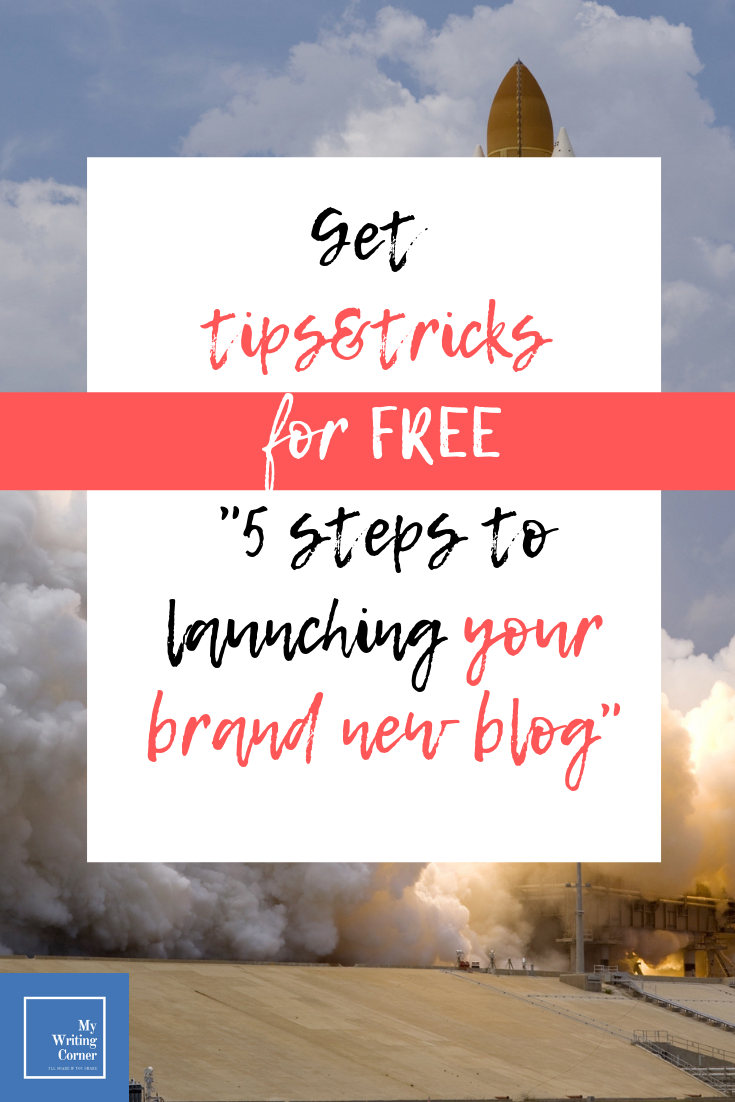 Get
tips&tricks
for FREE
"5 steps to
launching your
brand new blog"
My
Writing
Corner